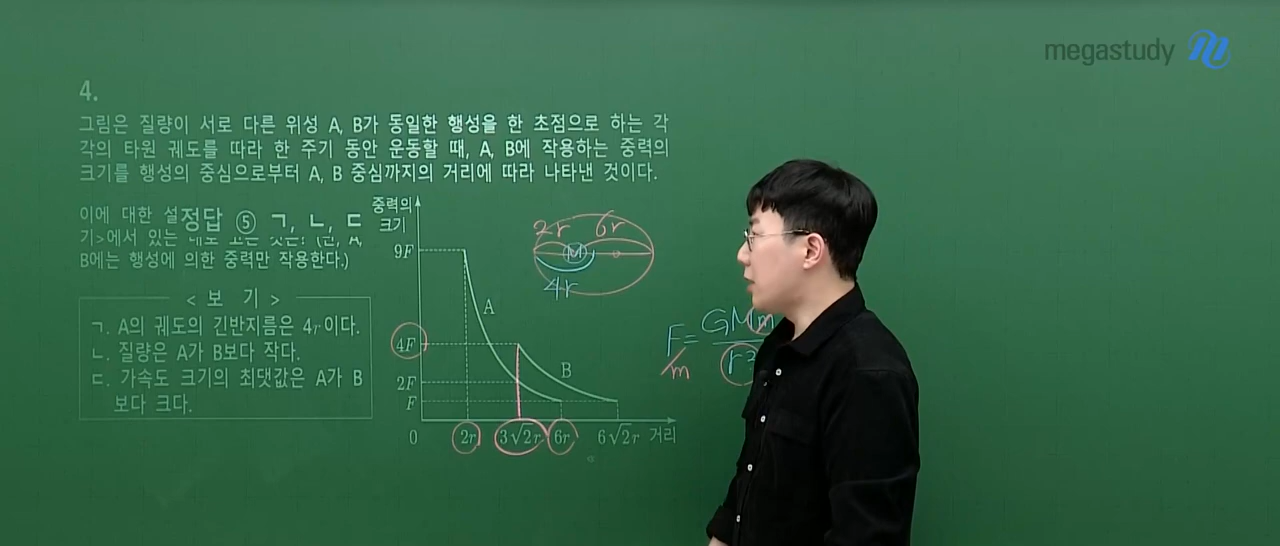 megastudy
4.
그림은 질량이 서로 다른 위성 A, B가 동일한 행성을 한 초점으로 하는 각
각의 타원 궤도를 따라 한 주기 동안 운동할 때, A, B에 작용하는 중력의
크기를 행성의 중심으로부터 A, B 중심까지의 거리에 따라 나타낸 것이다.
이에 대한 설
정답 ⑤ ㄱ, ㄴ, ㄷ
기>에서 있는 대로 고른 것은? (단, A,
B에는 행성에 의한 중력만 작용한다.)
< 보 기 >
ㄱ. A의 궤도의 긴반지름은 4r이다.
ㄴ. 질량은 A가 B보다 작다.
ㄷ. 가속도 크기의 최댓값은 A가 B
보다 크다.
중력의
크기
9F
4F
2F
F
A
B
0
2r
3√2r
6r
6√2r
거리
2r 6r
M
4r
F= GMm
r²
m